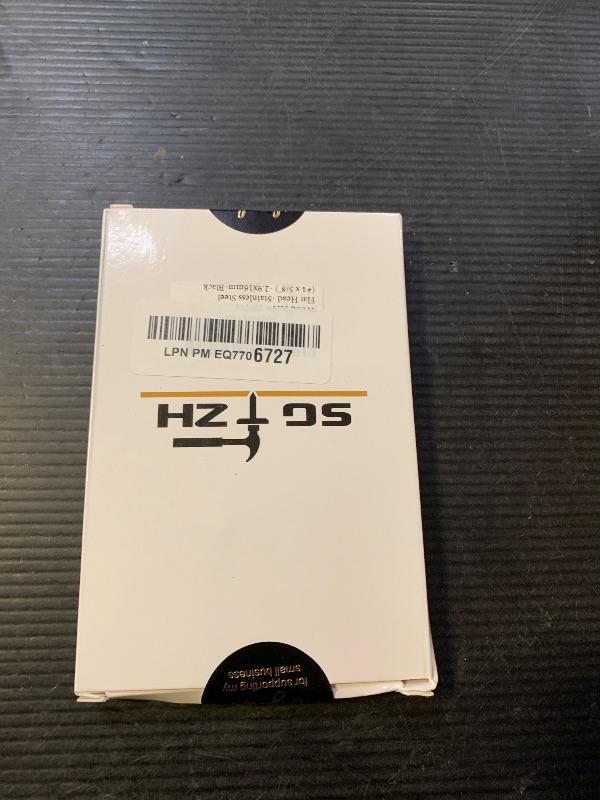 LPN PM EQ7706727
Flat Head -Stainless Steel
(#4 x 5/8") -2.9x16mm-Black
SG TZH
for supporting my
small business